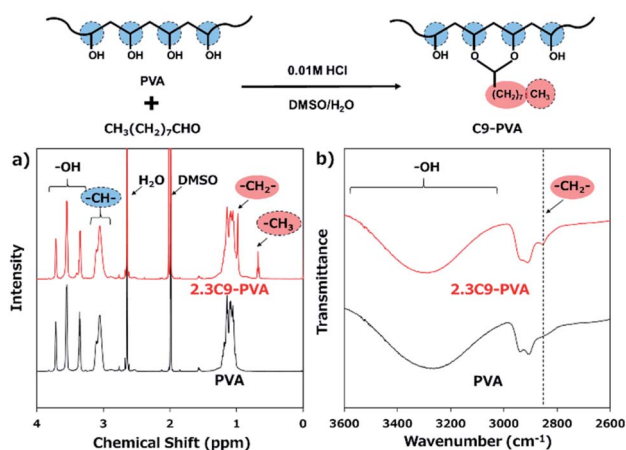 OH OH OH OH
PVA
+
CH₃(CH₂)₇CHO
0.01M HCl
DMSO/H₂O
OH O O OH
(CH₂)₇ CH₃
C9-PVA
a)
-OH
-CH-
H₂O
DMSO
-CH₂-
-CH₃
2.3C9-PVA
PVA
Intensity
4 3 2 1 0
Chemical Shift (ppm)
b)
-OH
-CH₂-
2.3C9-PVA
PVA
Transmittance
3600 3400 3200 3000 2800 2600
Wavenumber (cm⁻¹)